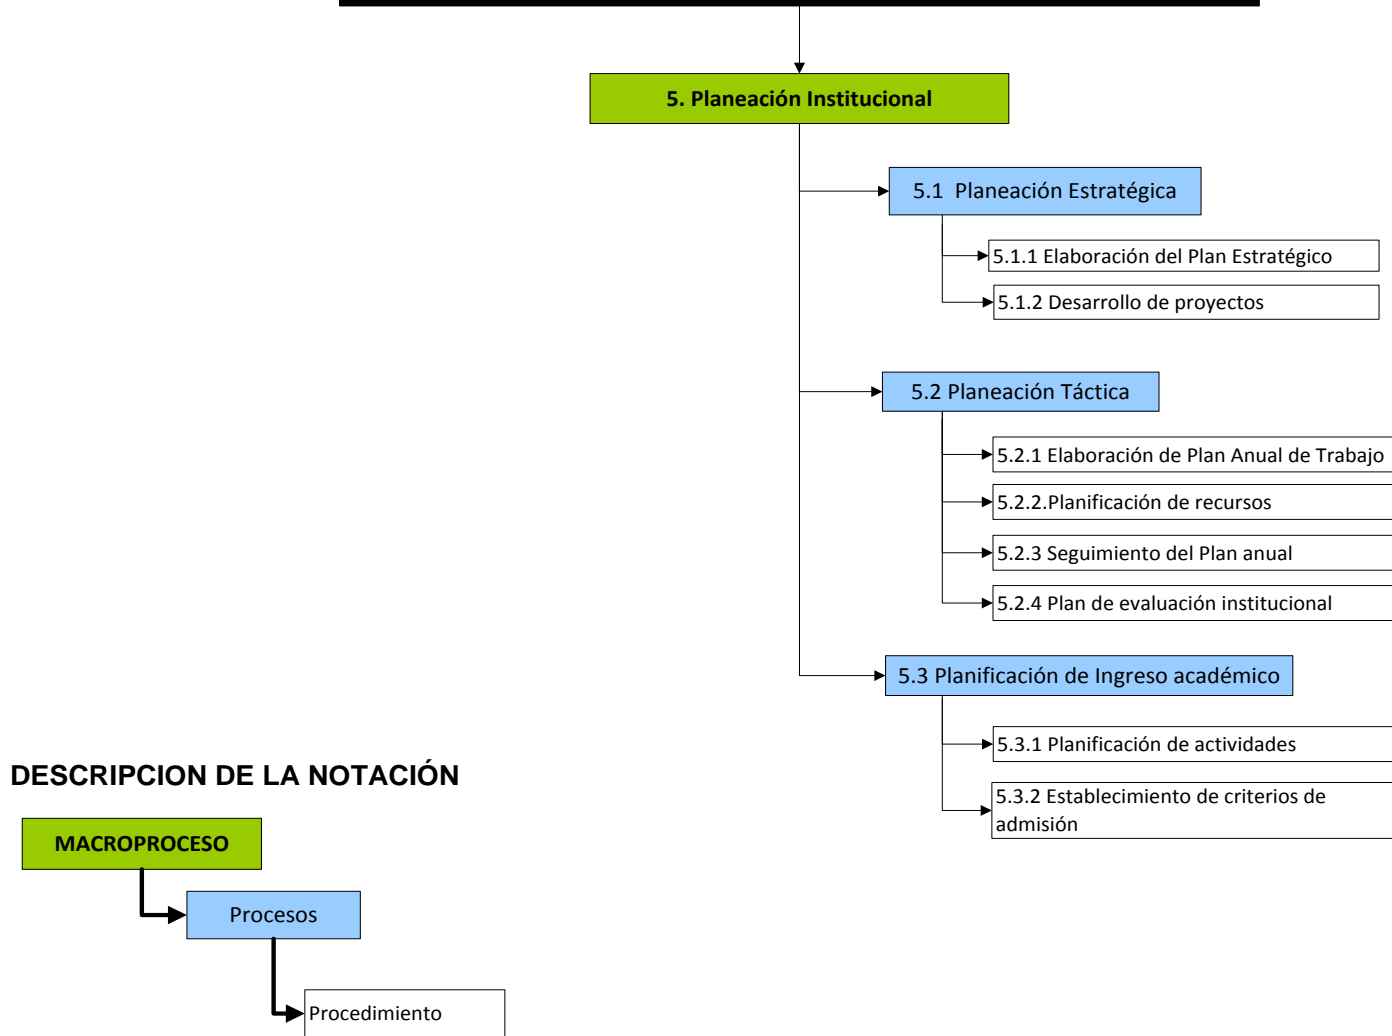 5. Planeación Institucional
5.1  Planeación Estratégica
5.1.1 Elaboración del Plan Estratégico
5.1.2 Desarrollo de proyectos
5.2 Planeación Táctica
5.2.1 Elaboración de Plan Anual de Trabajo
5.2.2.Planificación de recursos
5.2.3 Seguimiento del Plan anual
5.2.4 Plan de evaluación institucional
5.3 Planificación de Ingreso académico
5.3.1 Planificación de actividades
5.3.2 Establecimiento de criterios de
admisión
DESCRIPCION DE LA NOTACIÓN
MACROPROCESO
Procesos
Procedimiento